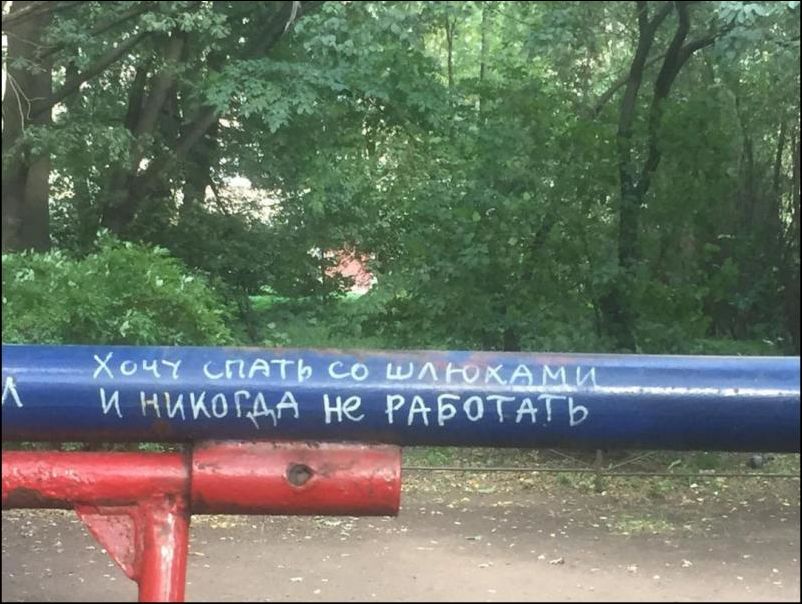 Хочу спать со шлюхами
л и никогда не работать